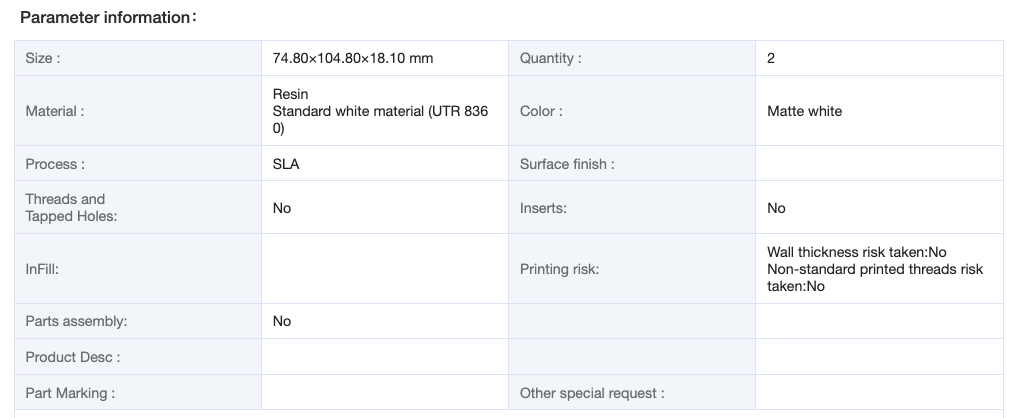 Parameter information:
Size :
74.80×104.80×18.10 mm
Quantity :
2
Material :
Resin
Standard white material (UTR 836
0)
Color :
Matte white
Process :
SLA
Surface finish :
Threads and
Tapped Holes:
No
Inserts:
No
InFill:
Printing risk:
Wall thickness risk taken:No
Non-standard printed threads risk
taken:No
Parts assembly:
No
Product Desc :
Part Marking :
Other special request :